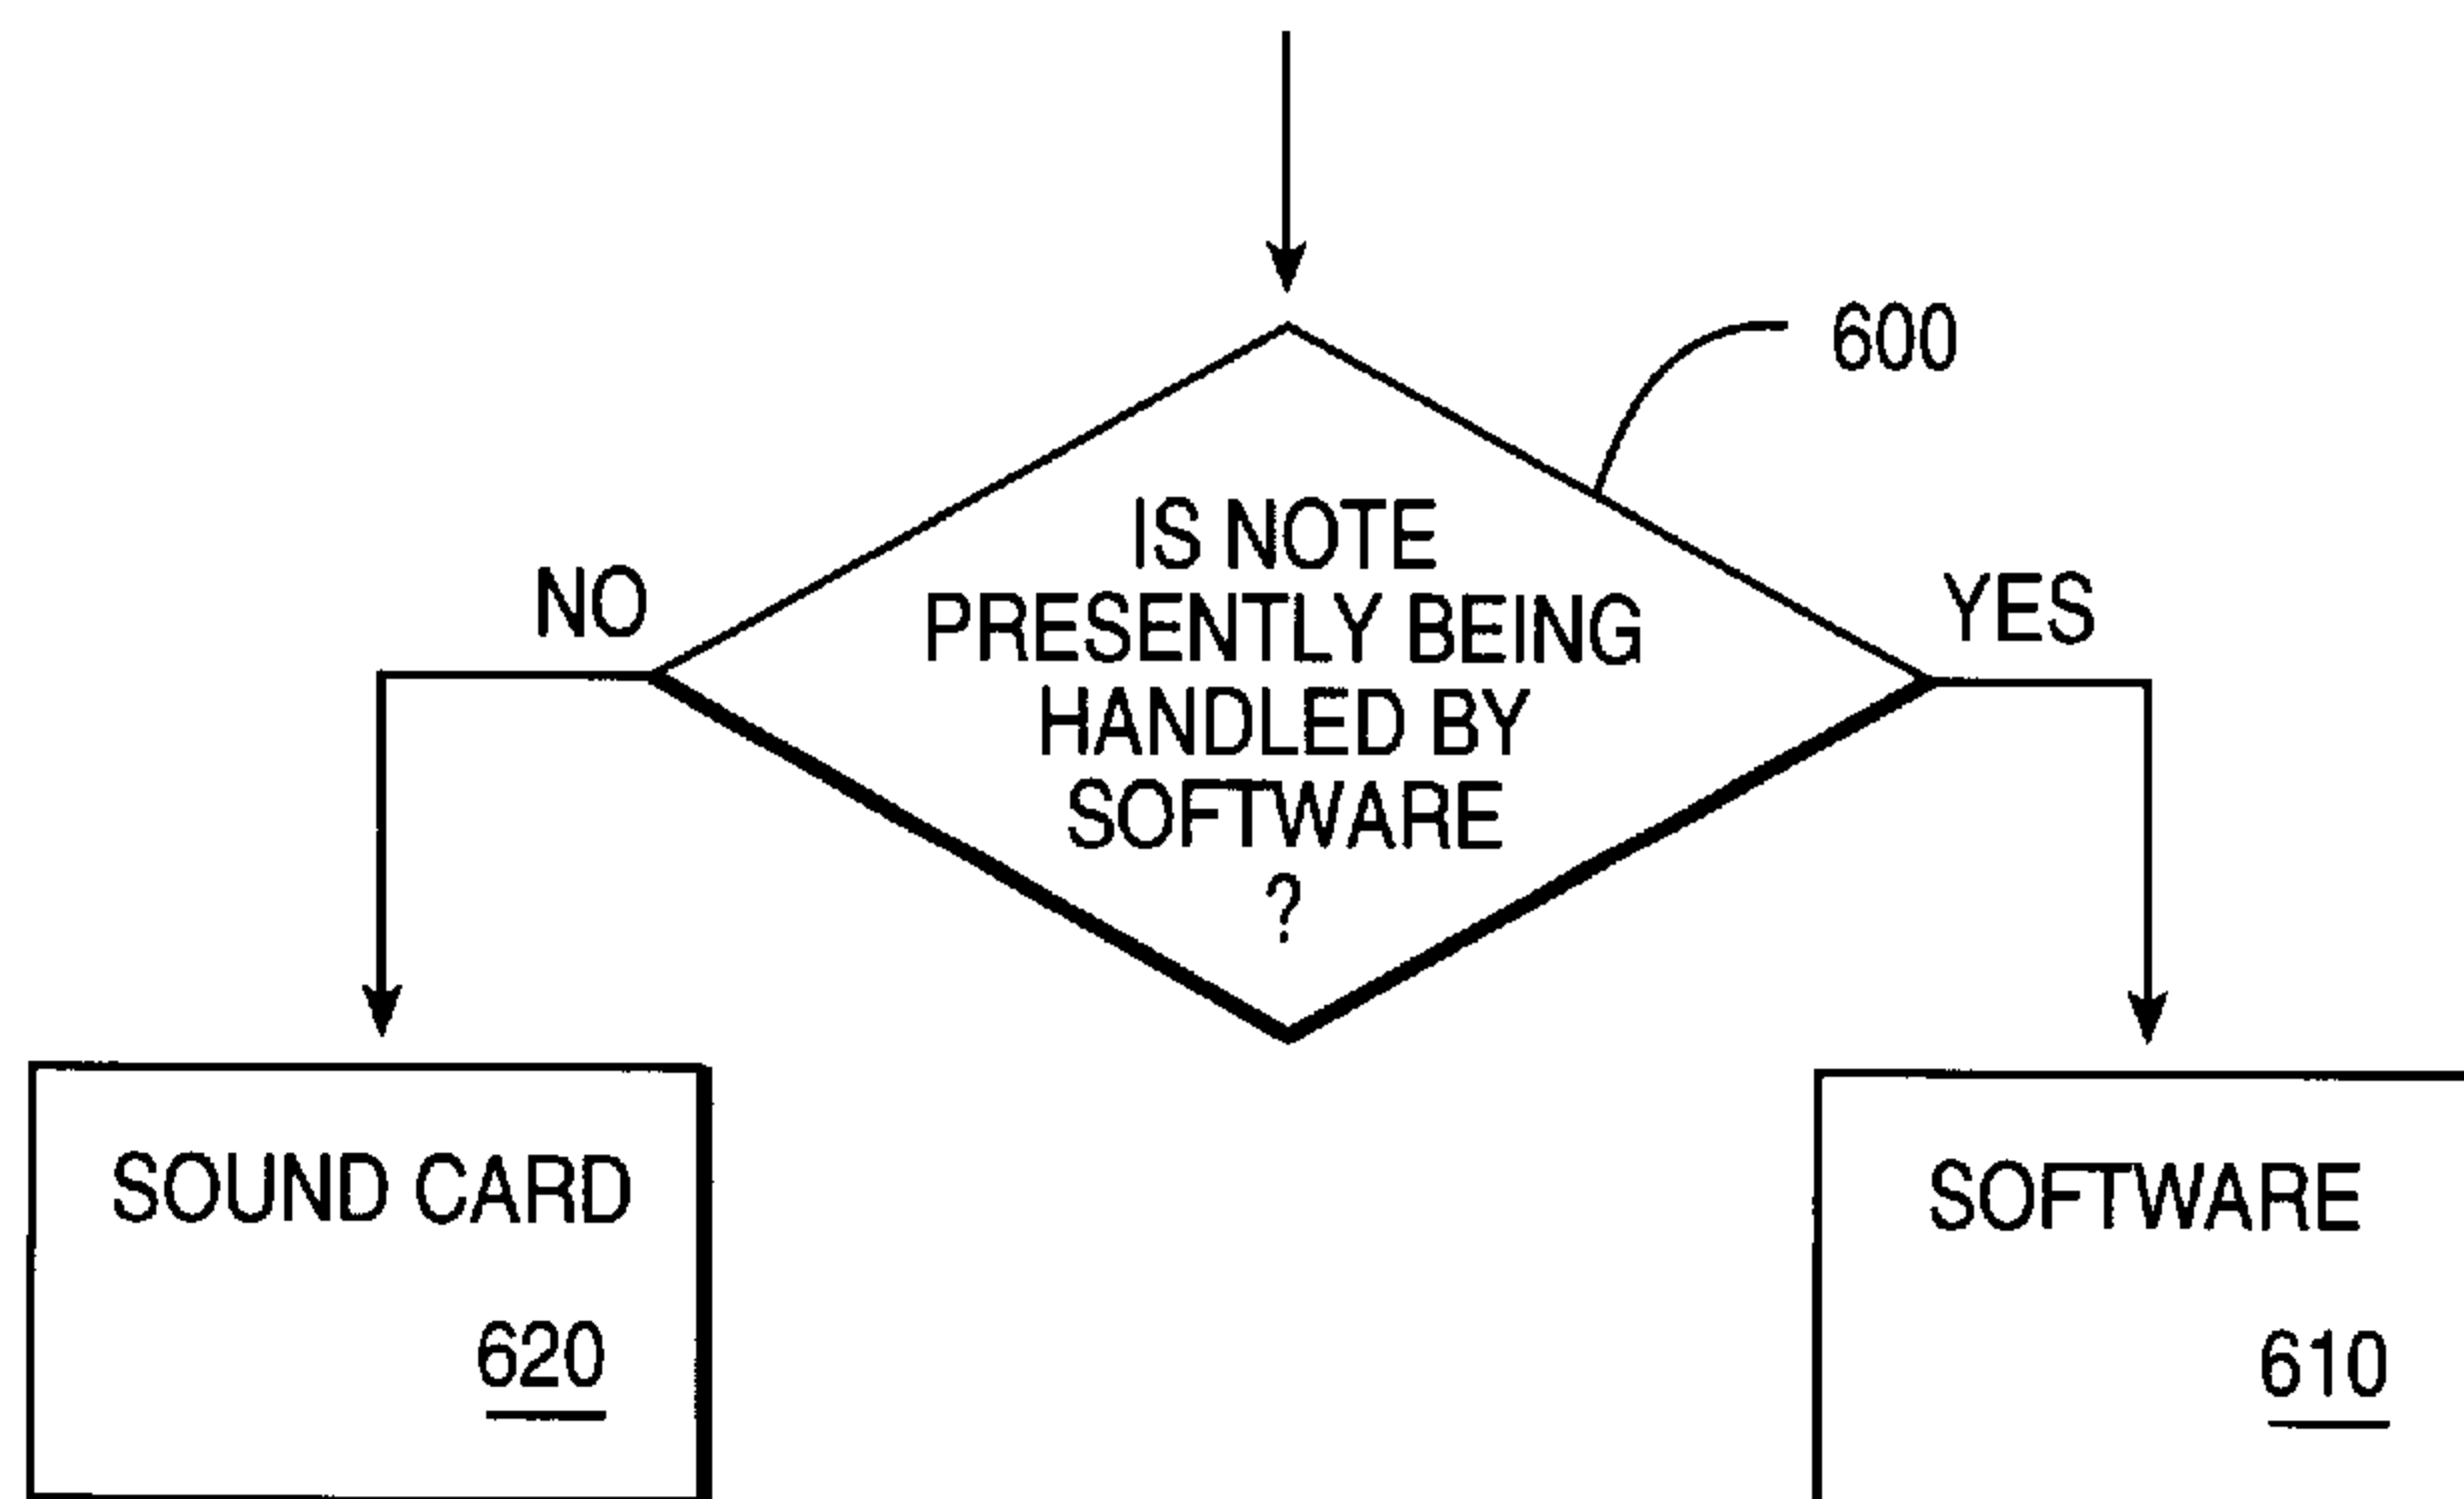 600
IS NOTE
PRESENTLY BEING
HANDLED BY
SOFTWARE
?
NO
YES
SOUND CARD
620
SOFTWARE
610